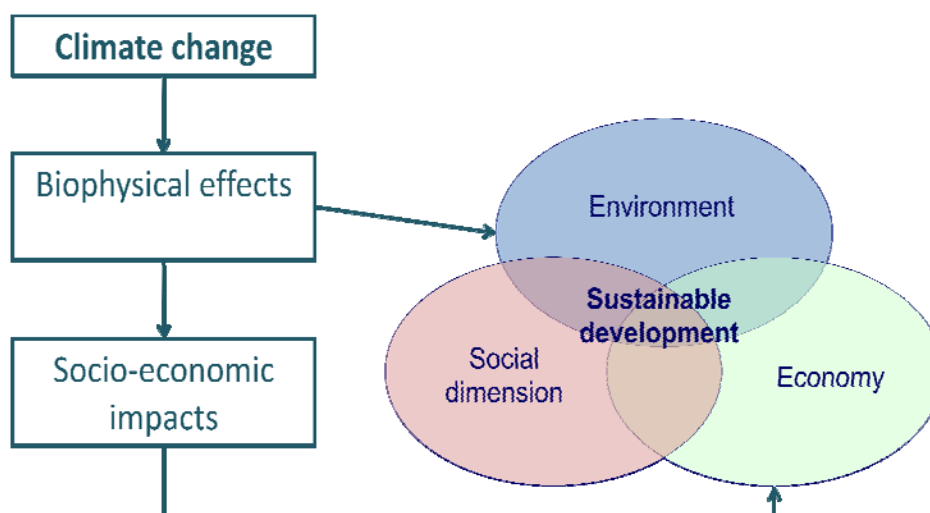 Climate change
Biophysical effects
Socio-economic
impacts
Environment
Sustainable
development
Social
dimension
Economy